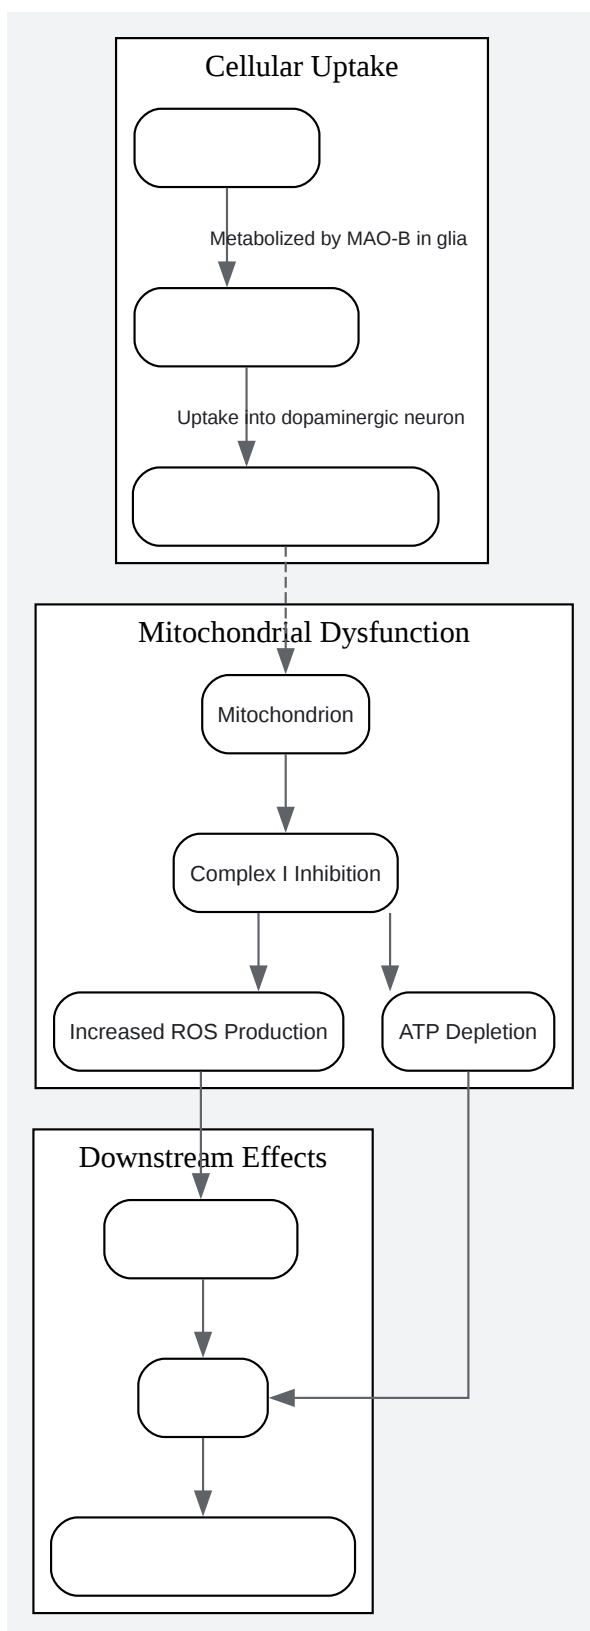 Cellular Uptake
Metabolized by MAO-B in glia
Uptake into dopaminergic neuron
Mitochondrial Dysfunction
Mitochondrion
Complex I Inhibition
Increased ROS Production
ATP Depletion
Downstream Effects